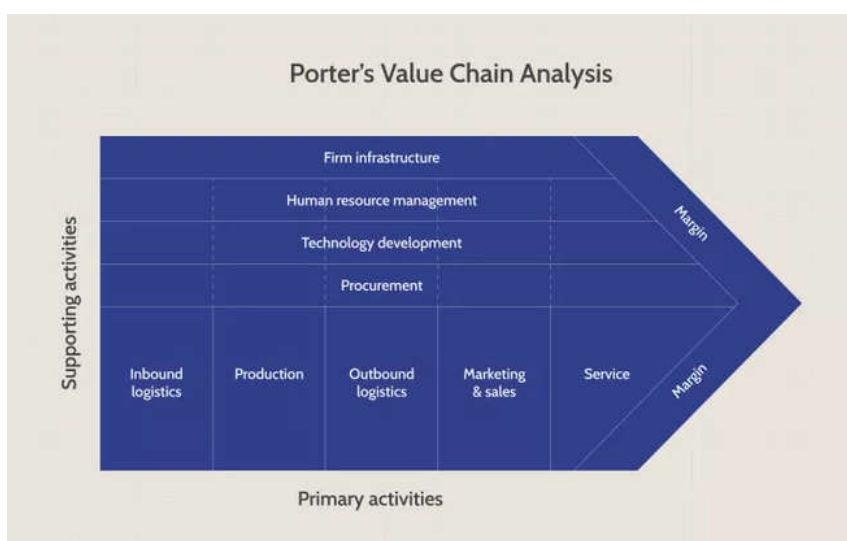 Porter's Value Chain Analysis
Supporting activities
Firm infrastructure
Human resource management
Technology development
Procurement
Inbound
logistics
Production
Outbound
logistics
Marketing
& sales
Service
Margin
Margin
Primary activities